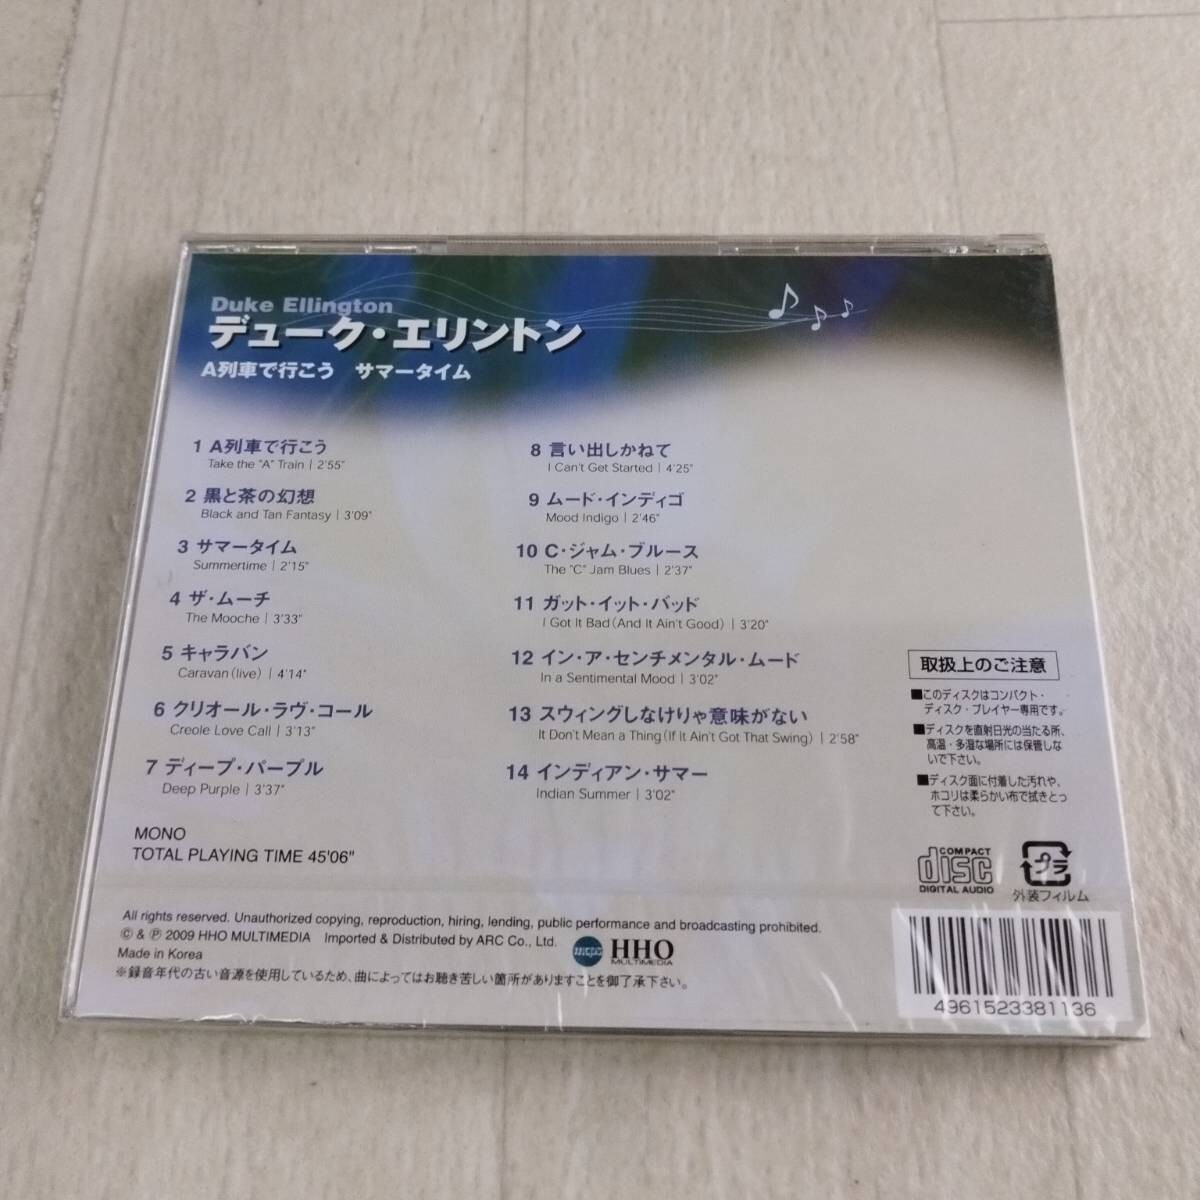 Duke Ellington
デューク・エリントン
A列車で行こう　サマータイム
1 A列車で行こう
Take the "A" Train | 2'55"
2 黒と茶の幻想
Black and Tan Fantasy | 3'09"
3 サマータイム
Summertime | 2'15"
4 ザ・ムーチ
The Mooche | 3'33"
5 キャラバン
Caravan (live) | 4'14"
6 クリオール・ラヴ・コール
Creole Love Call | 3'13"
7 ディープ・パープル
Deep Purple | 3'37"
8 言い出しかねて
I Can't Get Started | 4'25"
9 ムード・インディゴ
Mood Indigo | 2'46"
10 C・ジャム・ブルース
The "C" Jam Blues | 2'37"
11 ガット・イット・バッド
I Got It Bad (And It Ain't Good) | 3'20"
12 イン・ア・センチメンタル・ムード
In a Sentimental Mood | 3'02"
13 スウィングしなけりゃ意味がない
It Don't Mean a Thing (If It Ain't Got That Swing) | 2'58"
14 インディアン・サマー
Indian Summer | 3'02"
MONO
TOTAL PLAYING TIME 45'06"
取扱上のご注意
■このディスクはコンパクト・
ディスク・プレイヤー専用です。
■ディスクを直射日光の当たる所、
高温・多湿な場所には保管しな
いで下さい。
■ディスク面に付着した汚れや、
ホコリは柔らかい布で拭きとっ
て下さい。
COMPACT
disc
DIGITAL AUDIO
プラ
外装フィルム
All rights reserved. Unauthorized copying, reproduction, hiring, lending, public performance and broadcasting prohibited.
© & ℗ 2009 HHO MULTIMEDIA Imported & Distributed by ARC Co., Ltd.
Made in Korea
mcps
HHO
MULTIMEDIA
※録音年代の古い音源を使用しているため、曲によってはお聴き苦しい箇所がありますことを御了承下さい。
4961523381136